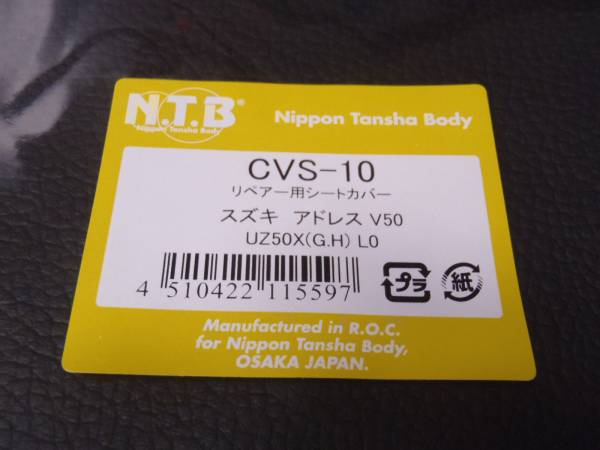 N.T.B®
Nippon Tansha Body
Nippon Tansha Body
CVS-10
リペアー用シートカバー
スズキ アドレス V50
UZ50X(G.H) L0
4 510422 115597
プラ
紙
Manufactured in R.O.C.
for Nippon Tansha Body,
OSAKA JAPAN.